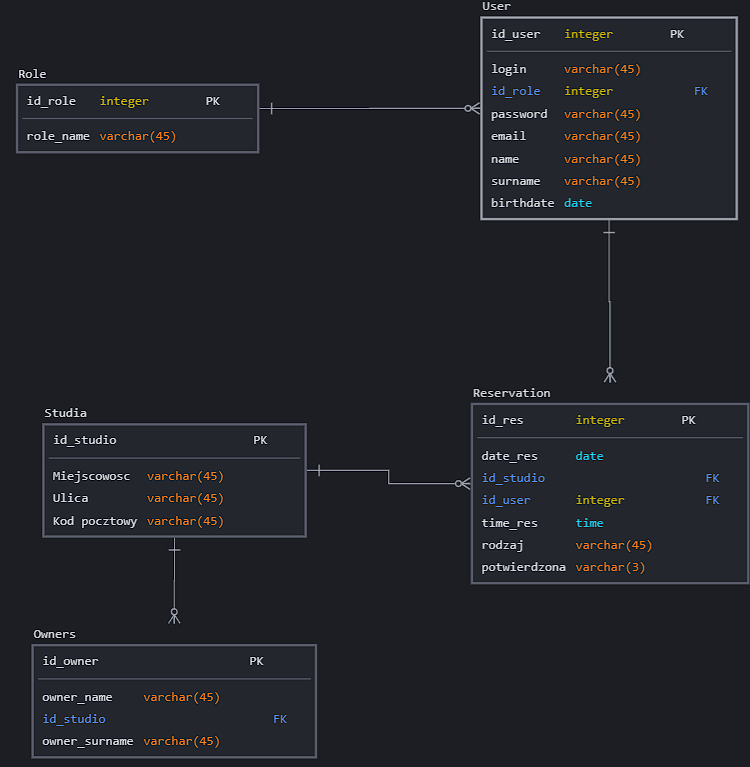 User
id_user integer PK
login varchar(45)
id_role integer FK
password varchar(45)
email varchar(45)
name varchar(45)
surname varchar(45)
birthdate date
Role
id_role integer PK
role_name varchar(45)
Reservation
id_res integer PK
date_res date
id_studio FK
id_user integer FK
time_res time
rodzaj varchar(45)
potwierdzona varchar(3)
Studia
id_studio PK
Miejscowosc varchar(45)
Ulica varchar(45)
Kod pocztowy varchar(45)
Owners
id_owner PK
owner_name varchar(45)
id_studio FK
owner_surname varchar(45)